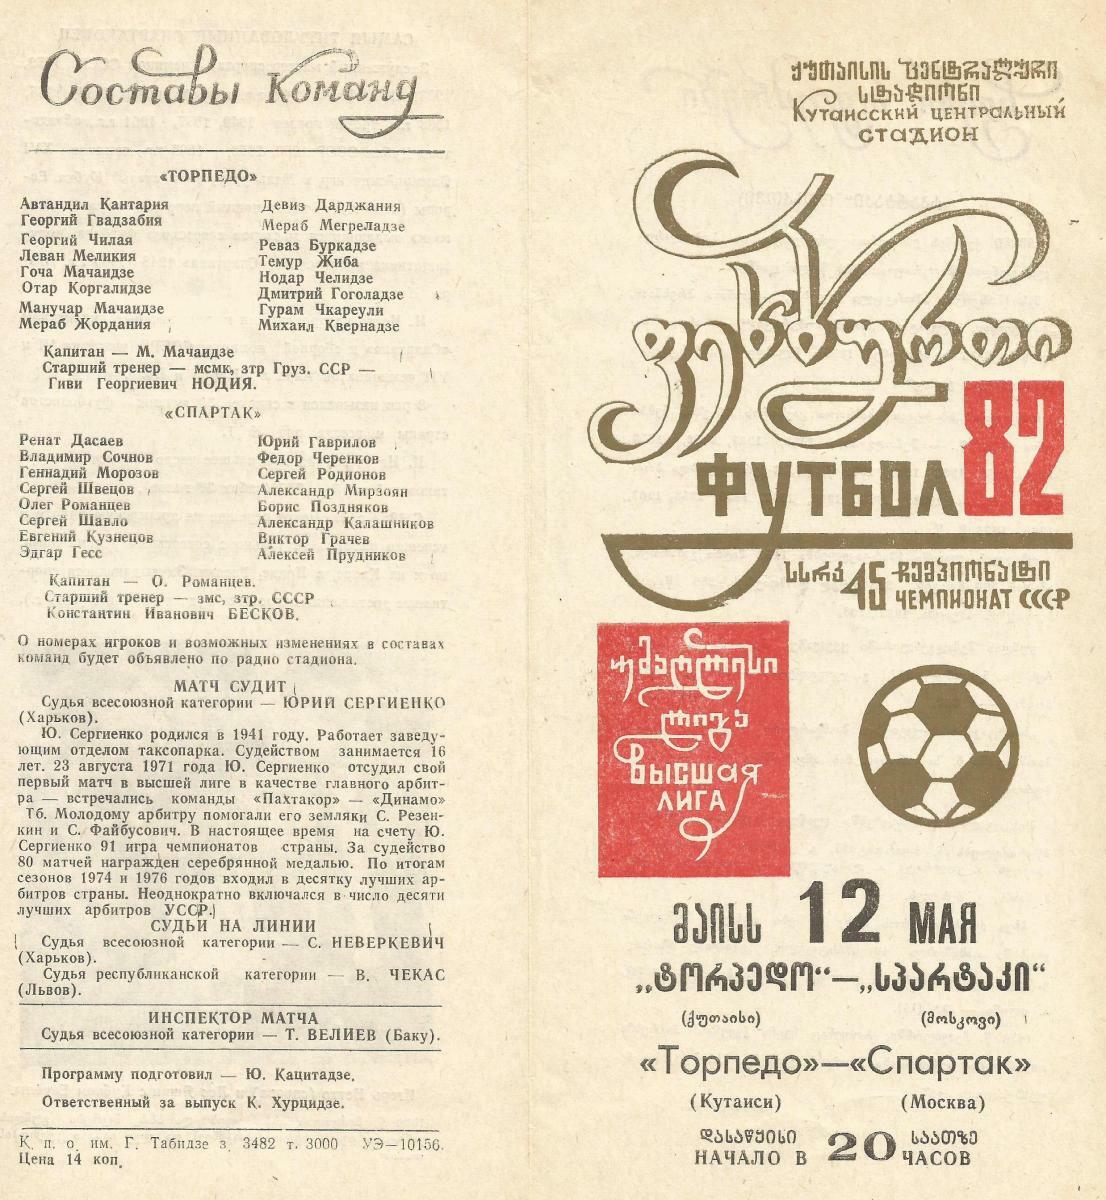 Составы Команд
«ТОРПЕДО»
Автандил Кантария
Георгий Гвадзабия
Георгий Чилая
Леван Меликия
Гоча Мачаидзе
Отар Коргалидзе
Манучар Мачаидзе
Мераб Жордания
Девиз Дарджания
Мераб Мегреладзе
Реваз Буркадзе
Темур Жиба
Нодар Челидзе
Дмитрий Гоголадзе
Гурам Чкареули
Михаил Квернадзе
Капитан — М. Мачаидзе
Старший тренер — мсмк, зтр Груз. ССР —
Гиви Георгиевич НОДИЯ.
«СПАРТАК»
Ренат Дасаев
Владимир Сочнов
Геннадий Морозов
Сергей Швецов
Олег Романцев
Сергей Шавло
Евгений Кузнецов
Эдгар Гесс
Юрий Гаврилов
Федор Черенков
Сергей Родионов
Александр Мирзоян
Борис Поздняков
Александр Калашников
Виктор Грачев
Алексей Прудников
Капитан — О. Романцев.
Старший тренер — змс, зтр. СССР
Константин Иванович БЕСКОВ.
О номерах игроков и возможных изменениях в составах
команд будет объявлено по радио стадиона.
МАТЧ СУДИТ
Судья всесоюзной категории — ЮРИЙ СЕРГИЕНКО
(Харьков).
Ю. Сергиенко родился в 1941 году. Работает заведу-
ющим отделом таксопарка. Судейством занимается 16
лет. 23 августа 1971 года Ю. Сергиенко отсудил свой
первый матч в высшей лиге в качестве главного арбит-
ра — встречались команды «Пахтакор» — «Динамо»
Тб. Молодому арбитру помогали его земляки С. Резен-
кин и С. Файбусович. В настоящее время на счету Ю.
Сергиенко 91 игра чемпионатов страны. За судейство
80 матчей награжден серебрянной медалью. По итогам
сезонов 1974 и 1976 годов входил в десятку лучших ар-
битров страны. Неоднократно включался в число десяти
лучших арбитров УССР.
СУДЬИ НА ЛИНИИ
Судья всесоюзной категории — С. НЕВЕРКЕВИЧ
(Харьков).
Судья республиканской категории — В. ЧЕКАС
(Львов).
ИНСПЕКТОР МАТЧА
Судья всесоюзной категории — Т. ВЕЛИЕВ (Баку).
Программу подготовил — Ю. Кацитадзе.
Ответственный за выпуск К. Хурцидзе.
К. п. о. им. Г. Табидзе з. 3482 т. 3000 УЭ—10156.
Цена 14 коп.
ქუთაისის ცენტრალური
სტადიონი
Кутаисский центральный
стадион
ფეხბურთი
ФУТБОЛ 82
სსრკ 45 ჩემპიონატი
ЧЕМПИОНАТ СССР
უმაღლესი
ლიგა
Высшая
лига
მაისს 12 МАЯ
„ტორპედო“—„სპარტაკი“
(ქუთაისი) (მოსკოვი)
«Торпедо»—«Спартак»
(Кутаиси) (Москва)
დასაწყისი 20 საათზე
НАЧАЛО В ЧАСОВ